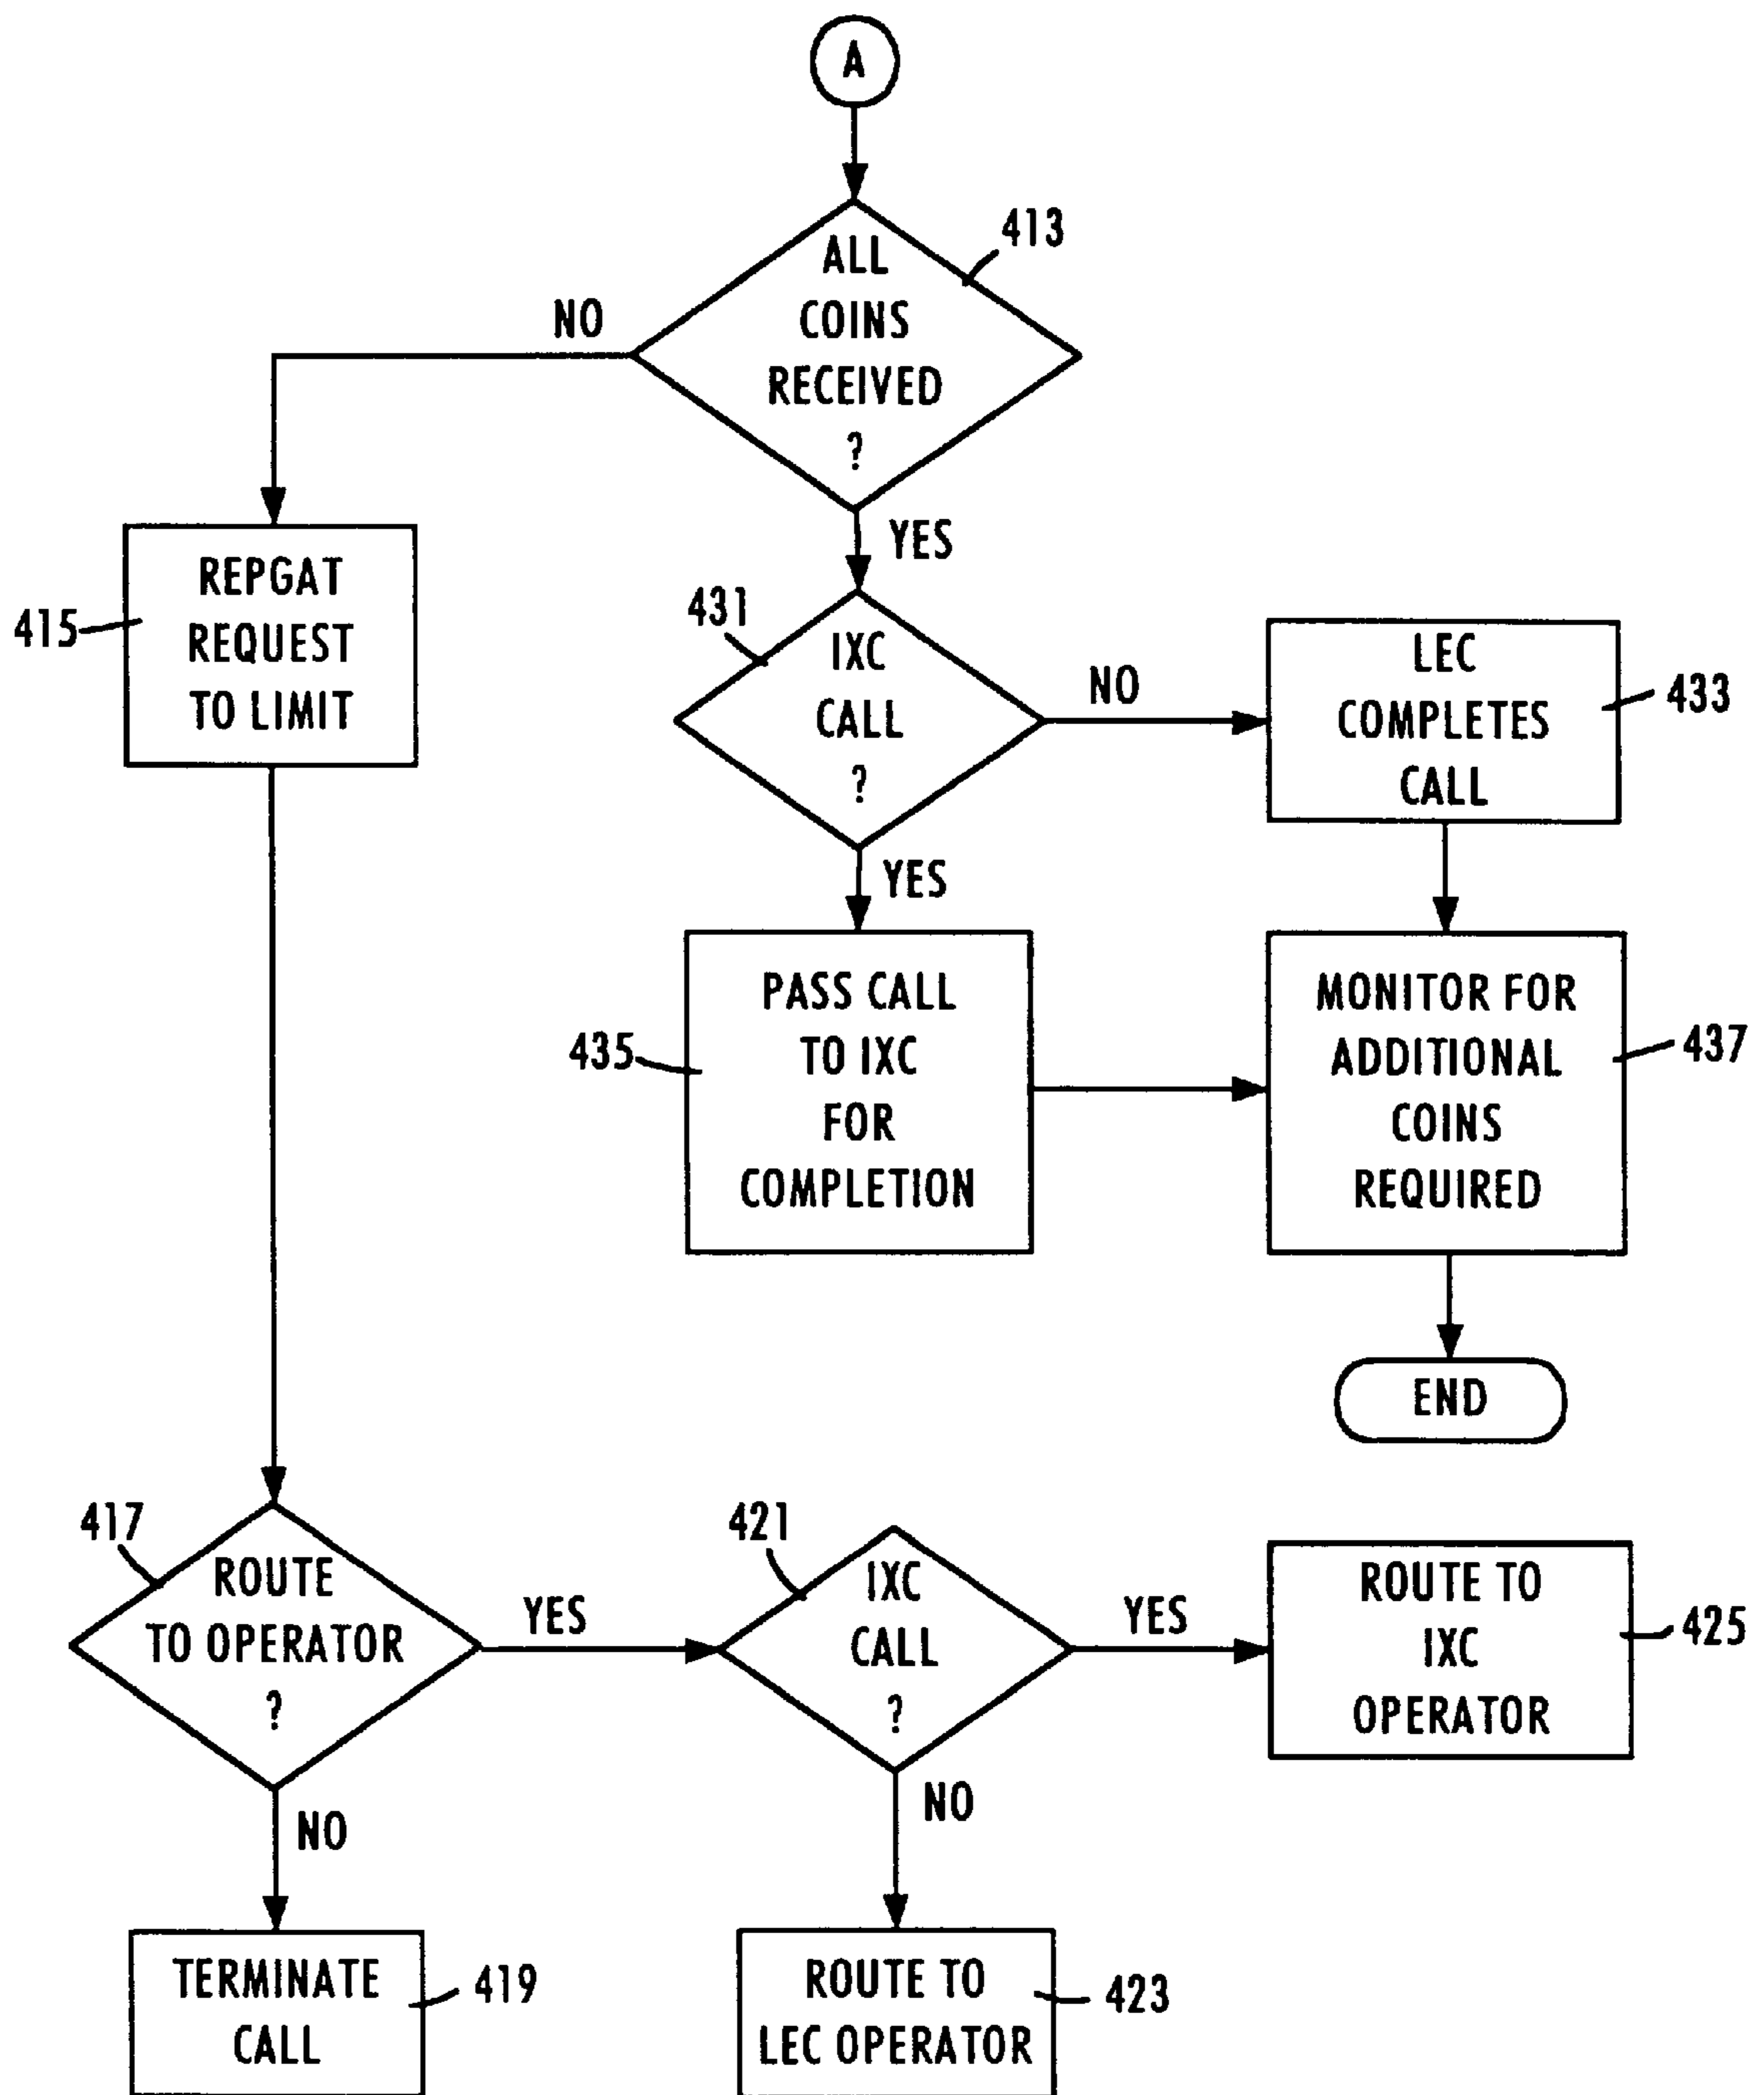 A
413
ALL
COINS
RECEIVED
?
NO
YES
REPGAT
REQUEST
TO LIMIT
415
431
IXC
CALL
?
NO
LEC
COMPLETES
CALL
433
YES
PASS CALL
TO IXC
FOR
COMPLETION
435
MONITOR FOR
ADDITIONAL
COINS
REQUIRED
437
END
417
ROUTE
TO OPERATOR
?
YES
421
IXC
CALL
?
YES
ROUTE TO
IXC
OPERATOR
425
NO
NO
TERMINATE
CALL
419
ROUTE TO
LEC OPERATOR
423